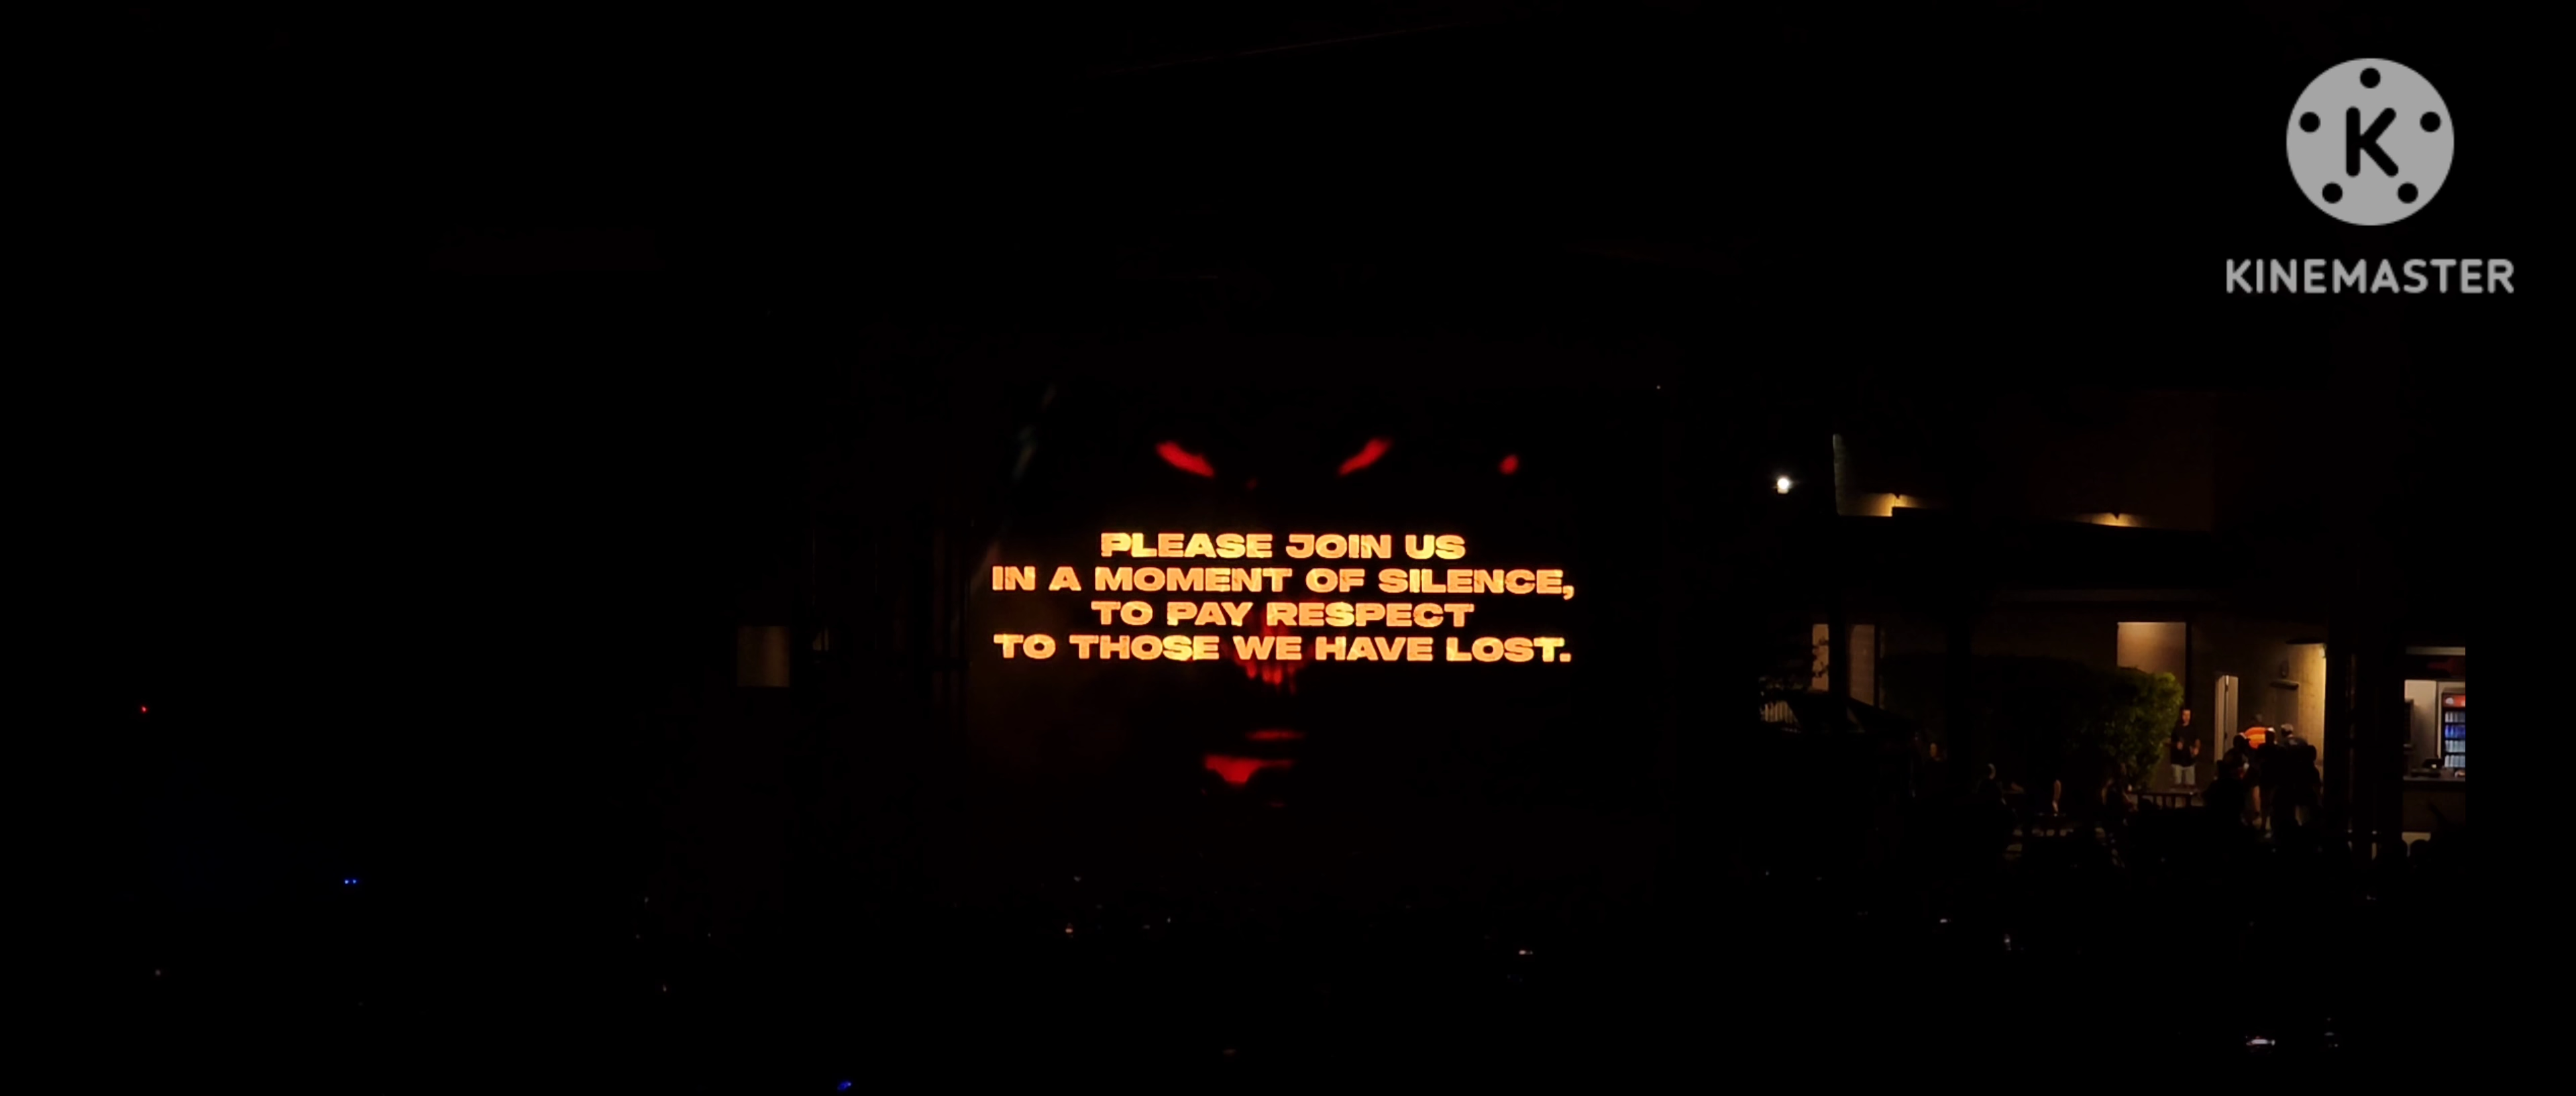 K
KINEMASTER
PLEASE JOIN US
IN A MOMENT OF SILENCE,
TO PAY RESPECT
TO THOSE WE HAVE LOST.